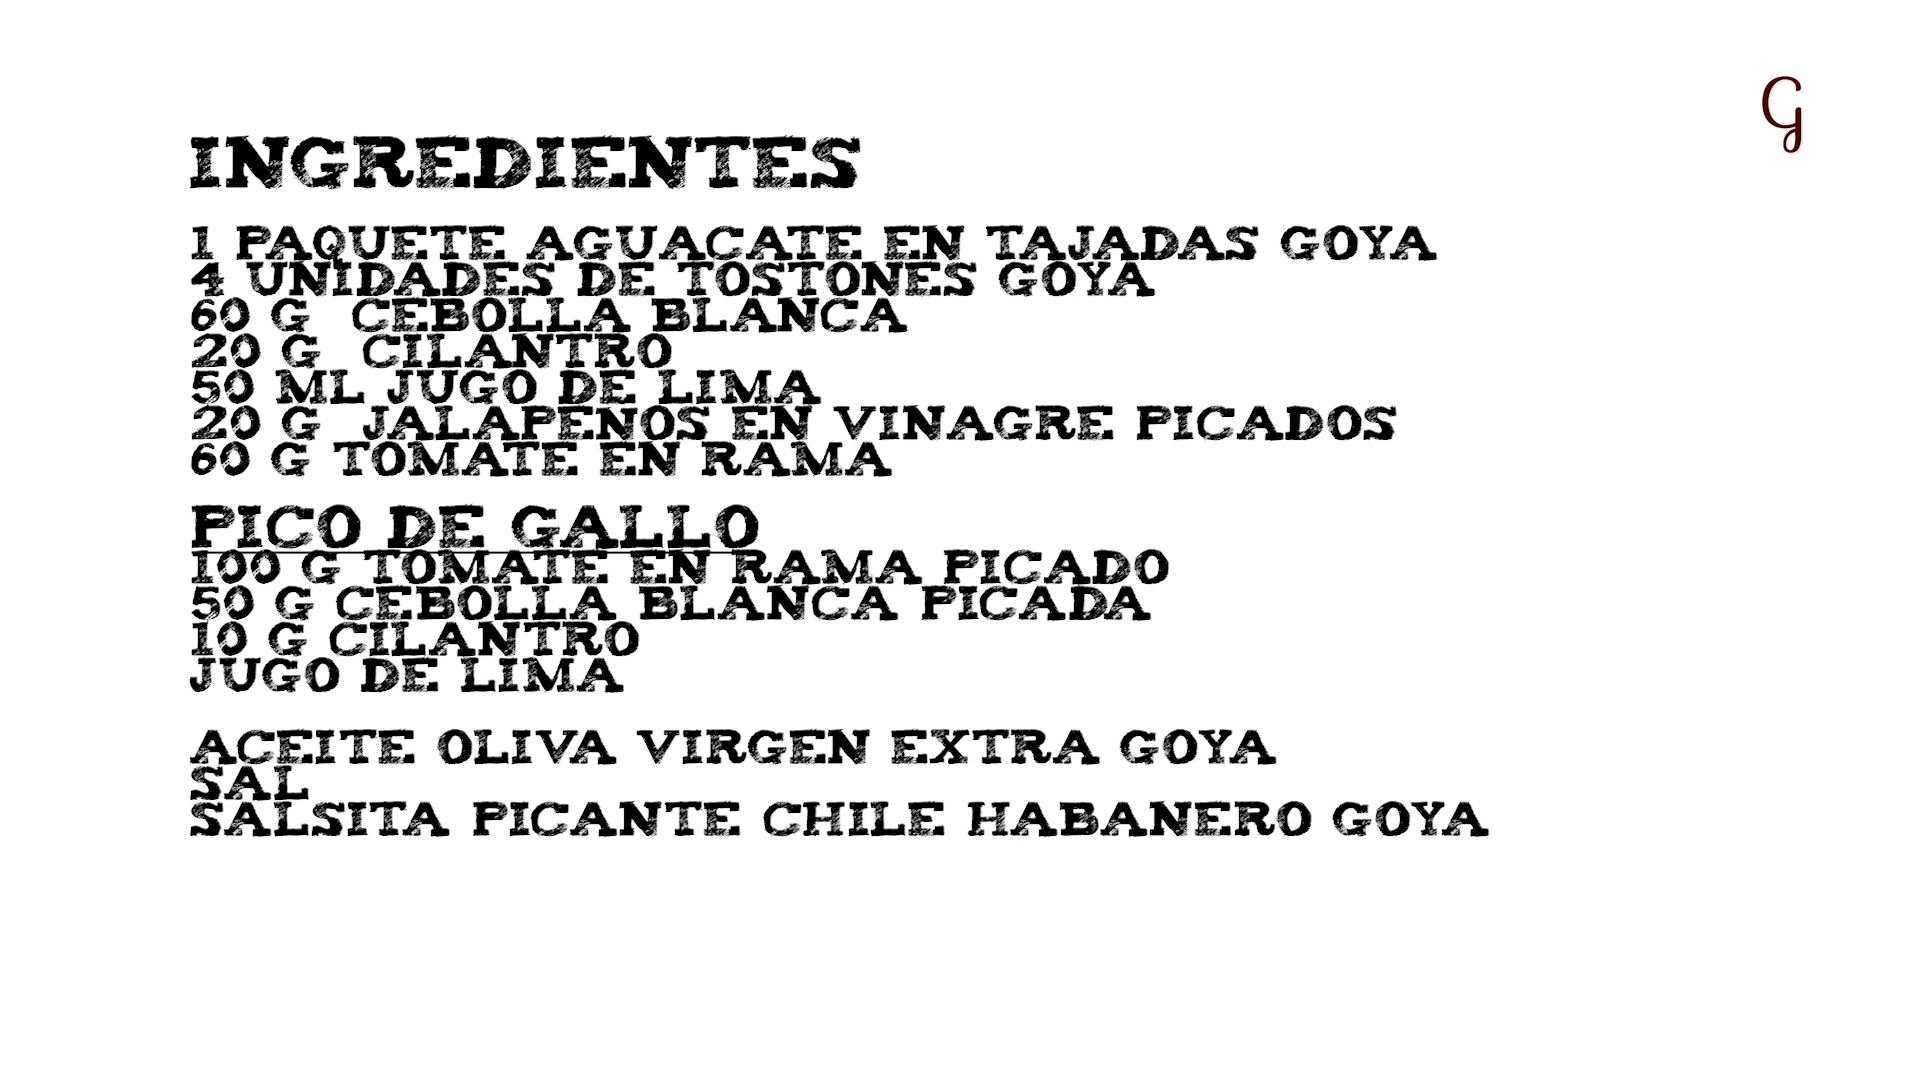 G
INGREDIENTES
1 PAQUETE AGUACATE EN TAJADAS GOYA
4 UNIDADES DE TOSTONES GOYA
60 G CEBOLLA BLANCA
20 G CILANTRO
50 ML JUGO DE LIMA
20 G JALAPENOS EN VINAGRE PICADOS
60 G TOMATE EN RAMA
PICO DE GALLO
100 G TOMATE EN RAMA PICADO
50 G CEBOLLA BLANCA PICADA
10 G CILANTRO
JUGO DE LIMA
ACEITE OLIVA VIRGEN EXTRA GOYA
SAL
SALSITA PICANTE CHILE HABANERO GOYA